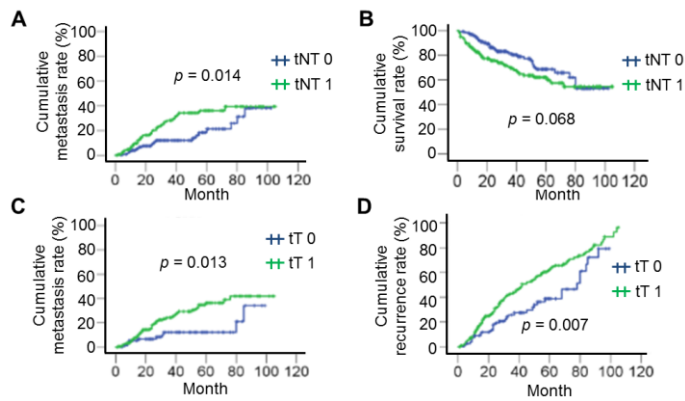 A
Cumulative
metastasis rate (%)
100
80
60
40
20
0
p = 0.014
tNT 0
tNT 1
0 20 40 60 80 100 120
Month
B
Cumulative
survival rate (%)
100
80
60
40
20
0
p = 0.068
tNT 0
tNT 1
0 20 40 60 80 100 120
Month
C
Cumulative
metastasis rate (%)
100
80
60
40
20
0
p = 0.013
tT 0
tT 1
0 20 40 60 80 100 120
Month
D
Cumulative
recurrence rate (%)
100
80
60
40
20
0
p = 0.007
tT 0
tT 1
0 20 40 60 80 100 120
Month